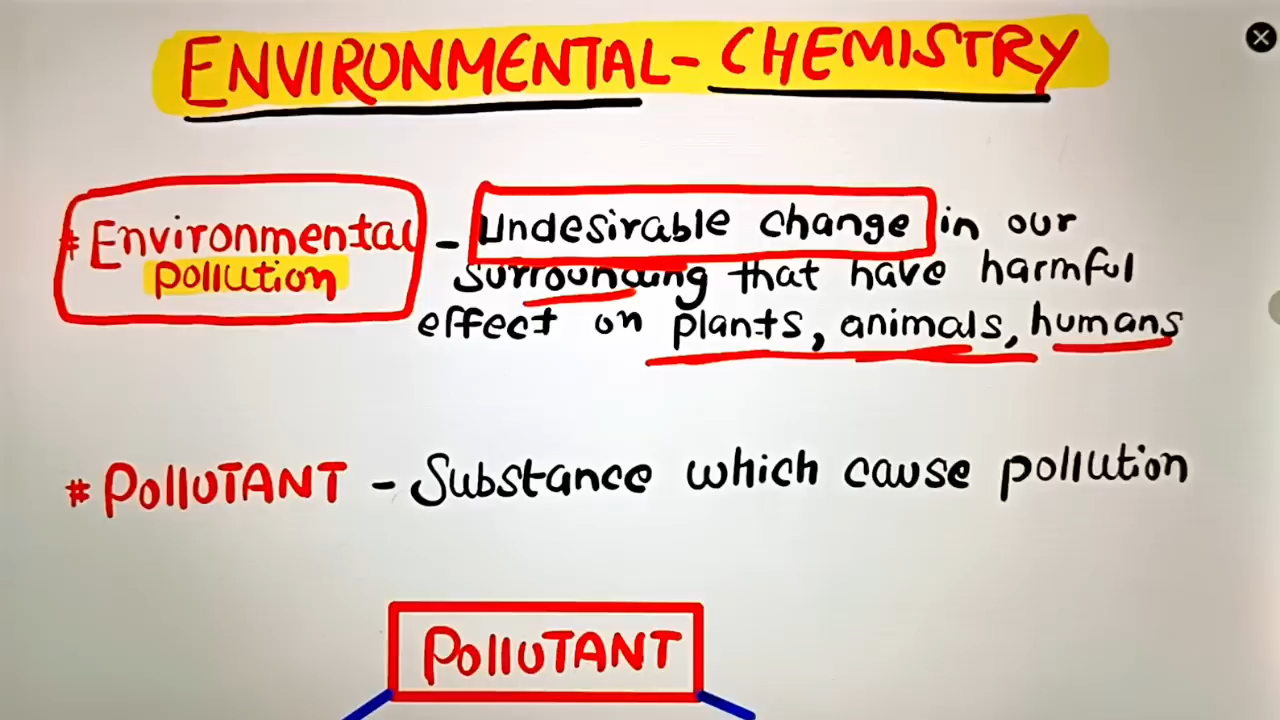 ENVIRONMENTAL-CHEMISTRY
# Environmental pollution - Undesirable change in our
surrounding that have harmful
effect on plants, animals, humans
# POllUTANT - Substance which cause pollution
POlluTANT